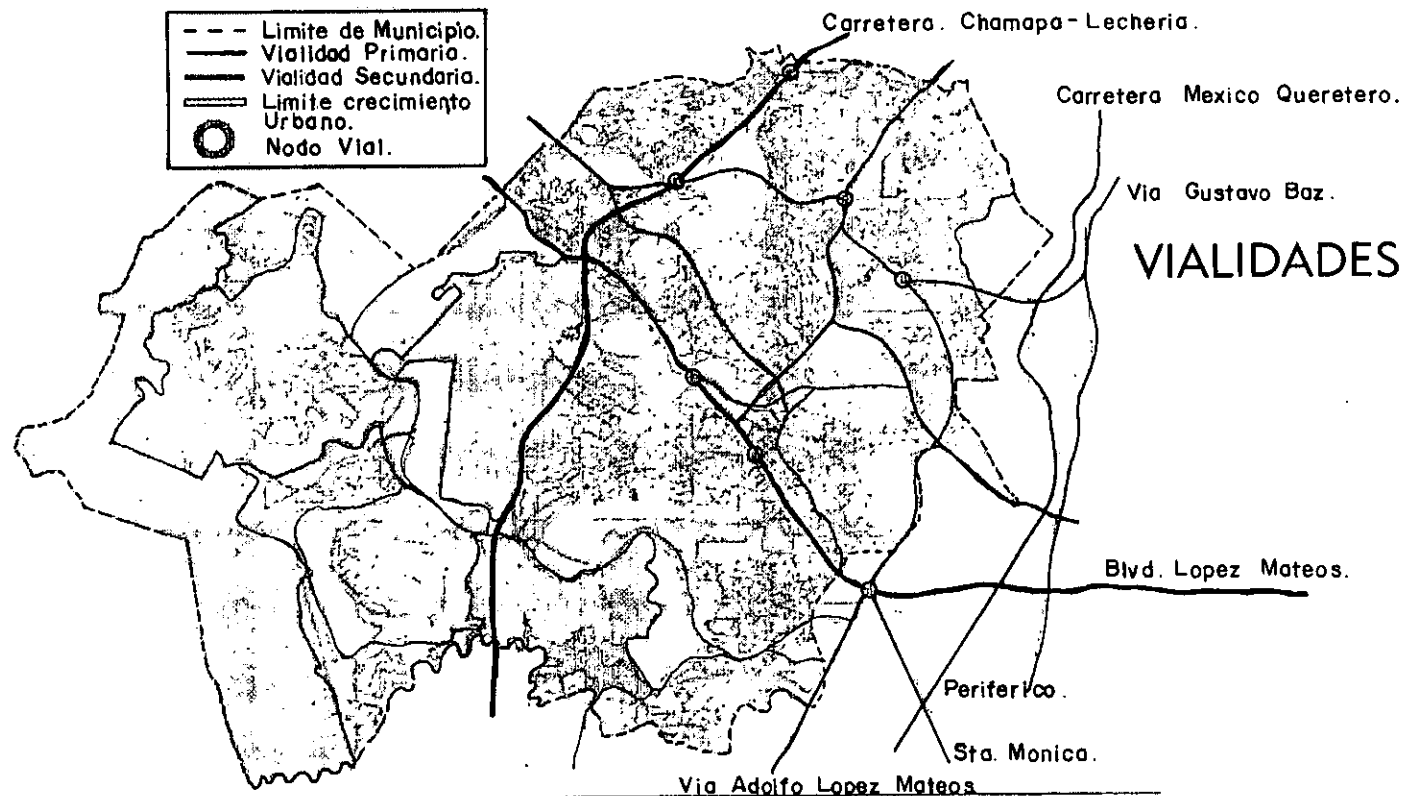 Limite de Municipio.
Vialidad Primaria.
Vialidad Secundaria.
Limite crecimiento
Urbano.
Nodo Vial.
Carretera. Chamapa-Lecheria.
Carretera Mexico Queretero.
Via Gustavo Baz.
VIALIDADES
Blvd. Lopez Mateos.
Periferico.
Sta. Monica.
Via Adolfo Lopez Mateos